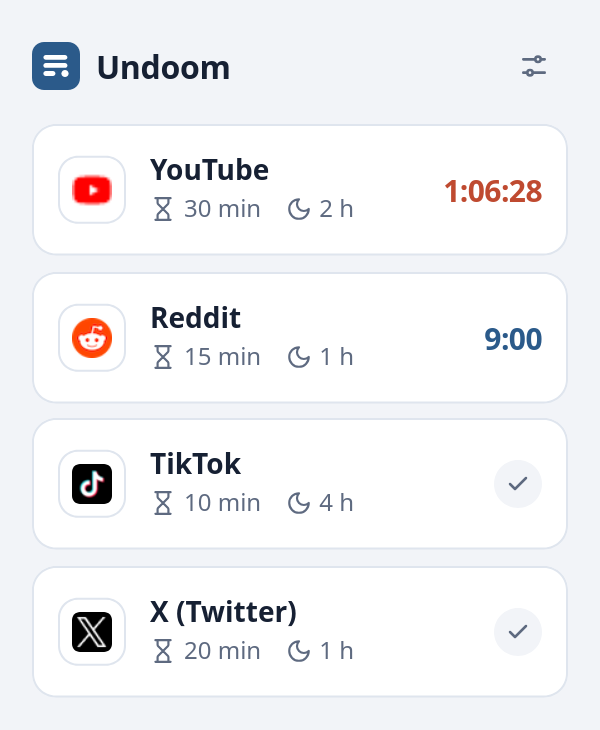 Undoom
YouTube
30 min 2 h
1:06:28
Reddit
15 min 1 h
9:00
TikTok
10 min 4 h
X (Twitter)
20 min 1 h